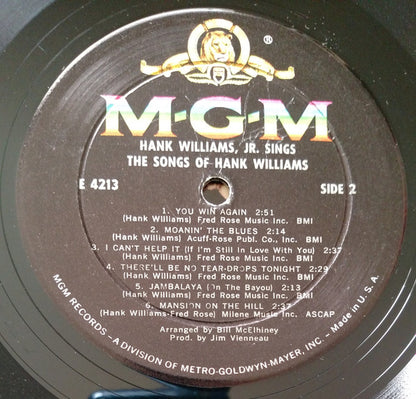 ®
M-G-M
HANK WILLIAMS, JR. SINGS
THE SONGS OF HANK WILLIAMS
E 4213 SIDE 2
1. YOU WIN AGAIN 2:51
(Hank Williams) Fred Rose Music Inc. BMI
2. MOANIN' THE BLUES 2:14
(Hank Williams) Acuff-Rose Publ. Co., Inc. BMI
3. I CAN'T HELP IT (If I'm Still In Love With You) 2:37
(Hank Williams) Fred Rose Music Inc. BMI
4. THERE'LL BE NO TEAR-DROPS TONIGHT 2:29
(Hank Williams) Fred Rose Music Inc. BMI
5. JAMBALAYA (On The Bayou) 2:13
(Hank Williams) Fred Rose Music Inc. BMI
6. MANSION ON THE HILL 2:37
(Hank Williams-Fred Rose) Milene Music Inc. ASCAP
Arranged by Bill McElhiney
Prod. by Jim Vienneau
MGM RECORDS - A DIVISION OF METRO-GOLDWYN-MAYER, INC. - Made in U.S.A.